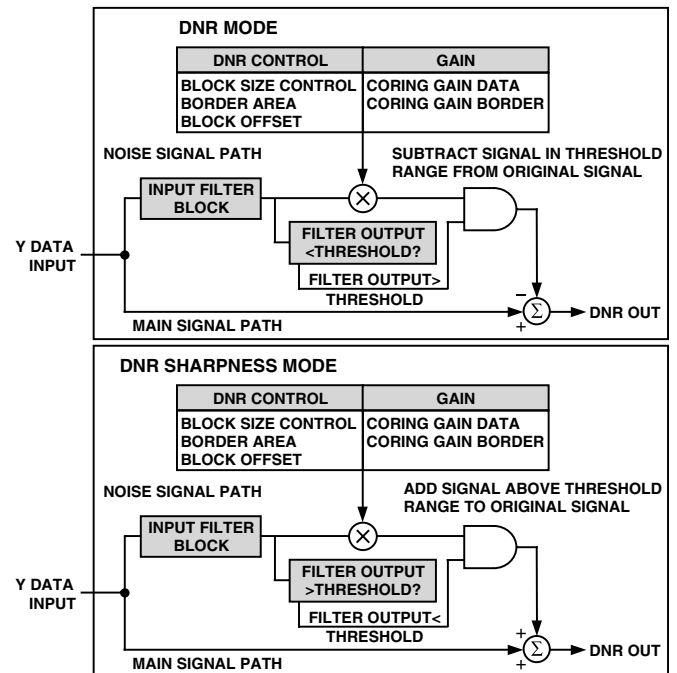 DNR MODE
DNR CONTROL
GAIN
BLOCK SIZE CONTROL
BORDER AREA
BLOCK OFFSET
CORING GAIN DATA
CORING GAIN BORDER
NOISE SIGNAL PATH
SUBTRACT SIGNAL IN THRESHOLD
RANGE FROM ORIGINAL SIGNAL
INPUT FILTER
BLOCK
×
FILTER OUTPUT
<THRESHOLD?
FILTER OUTPUT>
THRESHOLD
Y DATA
INPUT
−
Σ
+
DNR OUT
MAIN SIGNAL PATH
DNR SHARPNESS MODE
DNR CONTROL
GAIN
BLOCK SIZE CONTROL
BORDER AREA
BLOCK OFFSET
CORING GAIN DATA
CORING GAIN BORDER
NOISE SIGNAL PATH
ADD SIGNAL ABOVE THRESHOLD
RANGE TO ORIGINAL SIGNAL
INPUT FILTER
BLOCK
×
FILTER OUTPUT
>THRESHOLD?
FILTER OUTPUT<
THRESHOLD
Y DATA
INPUT
+
Σ
+
DNR OUT
MAIN SIGNAL PATH